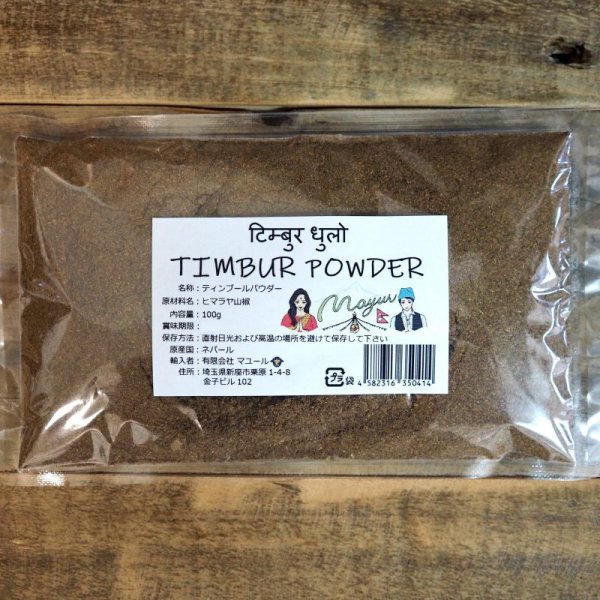 टिम्बुर धुलो
TIMBUR POWDER
名称：ティンブールパウダー
原材料名：ヒマラヤ山椒
内容量：100g
賞味期限：
保存方法：直射日光および高温の場所を避けて保存して下さい
原産国：ネパール
輸入者：有限会社 マユール
住所：埼玉県新座市栗原 1-4-8
金子ビル 102
Mayur
プラ
袋
4 582316 350414